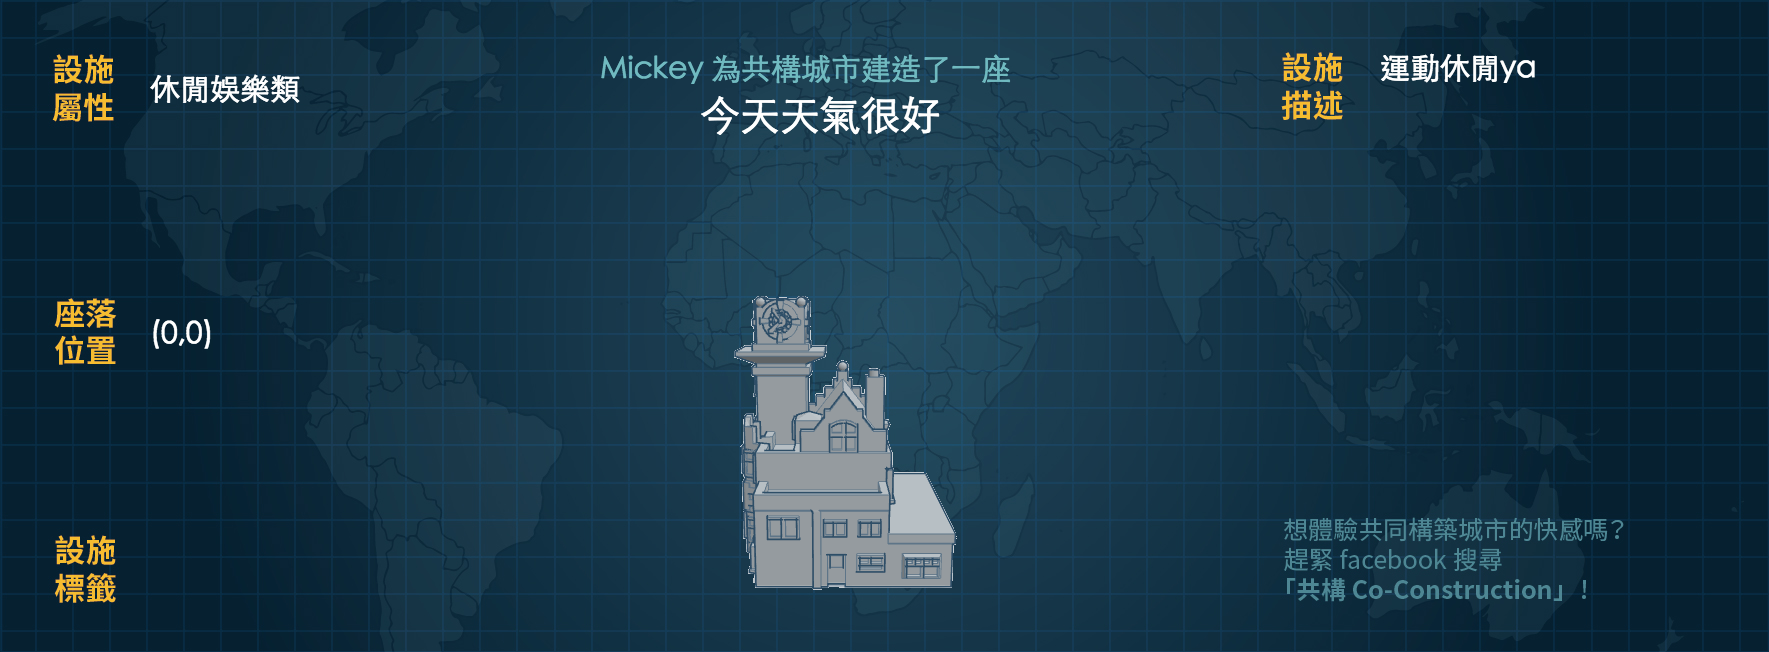 設施
屬性
休閒娛樂類
Mickey 為共構城市建造了一座
今天天氣很好
設施
描述
運動休閒ya
座落
位置
(0,0)
設施
標籤
想體驗共同構築城市的快感嗎?
趕緊 facebook 搜尋
「共構 Co-Construction」!